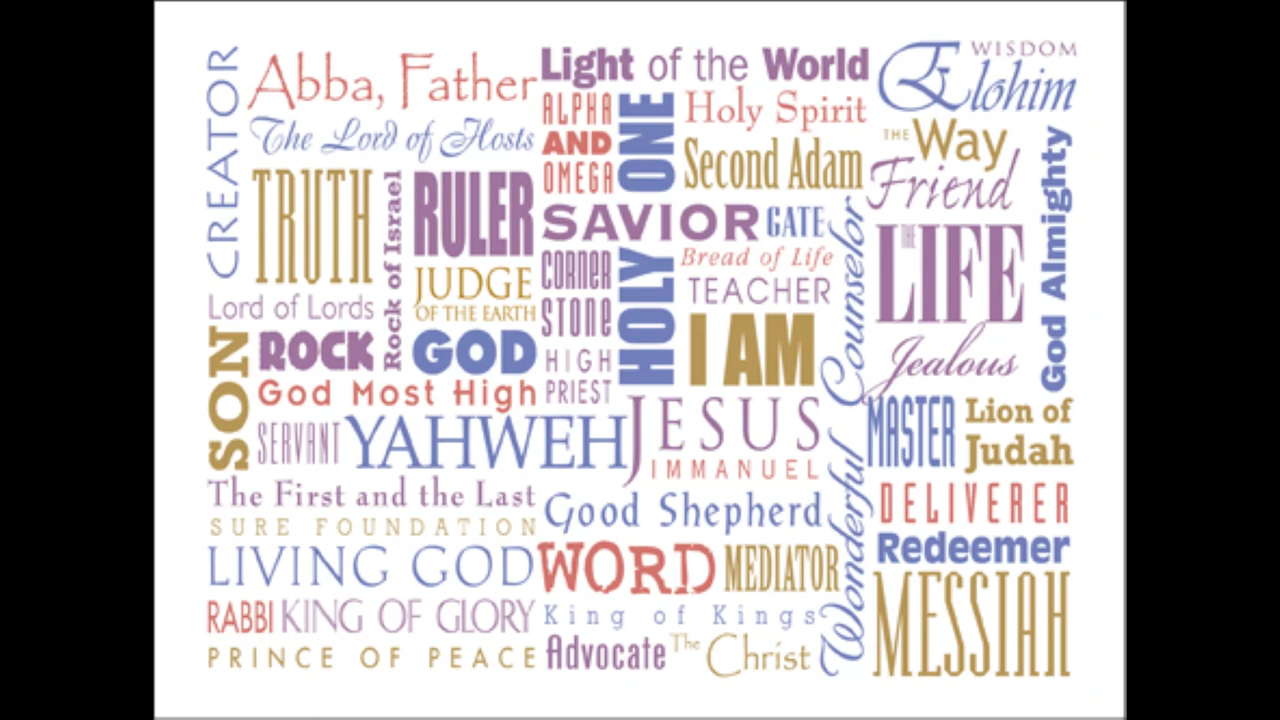 CREATOR
Abba, Father
The Lord of Hosts
TRUTH
Rock of Israel
RULER
JUDGE
OF THE EARTH
Lord of Lords
SON
ROCK
GOD
God Most High
SERVANT
YAHWEH
The First and the Last
SURE FOUNDATION
LIVING GOD
RABBI
KING OF GLORY
PRINCE OF PEACE
Light of the World
ALPHA
AND
OMEGA
HOLY ONE
Holy Spirit
Second Adam
SAVIOR
GATE
CORNER
STONE
Bread of Life
TEACHER
I AM
HIGH
PRIEST
JESUS
IMMANUEL
Good Shepherd
WORD
MEDIATOR
King of Kings
Advocate
The Christ
Wonderful Counselor
WISDOM
Elohim
THE Way
Friend
God Almighty
THE LIFE
Jealous
MASTER
Lion of
Judah
DELIVERER
Redeemer
MESSIAH